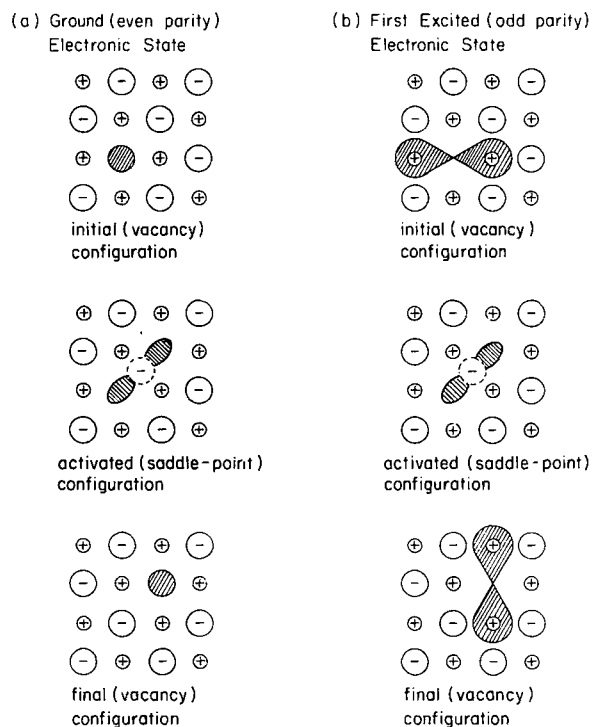 (a) Ground (even parity)
Electronic State
initial (vacancy)
configuration
activated (saddle-point)
configuration
final (vacancy)
configuration
(b) First Excited (odd parity)
Electronic State
initial (vacancy)
configuration
activated (saddle-point)
configuration
final (vacancy)
configuration